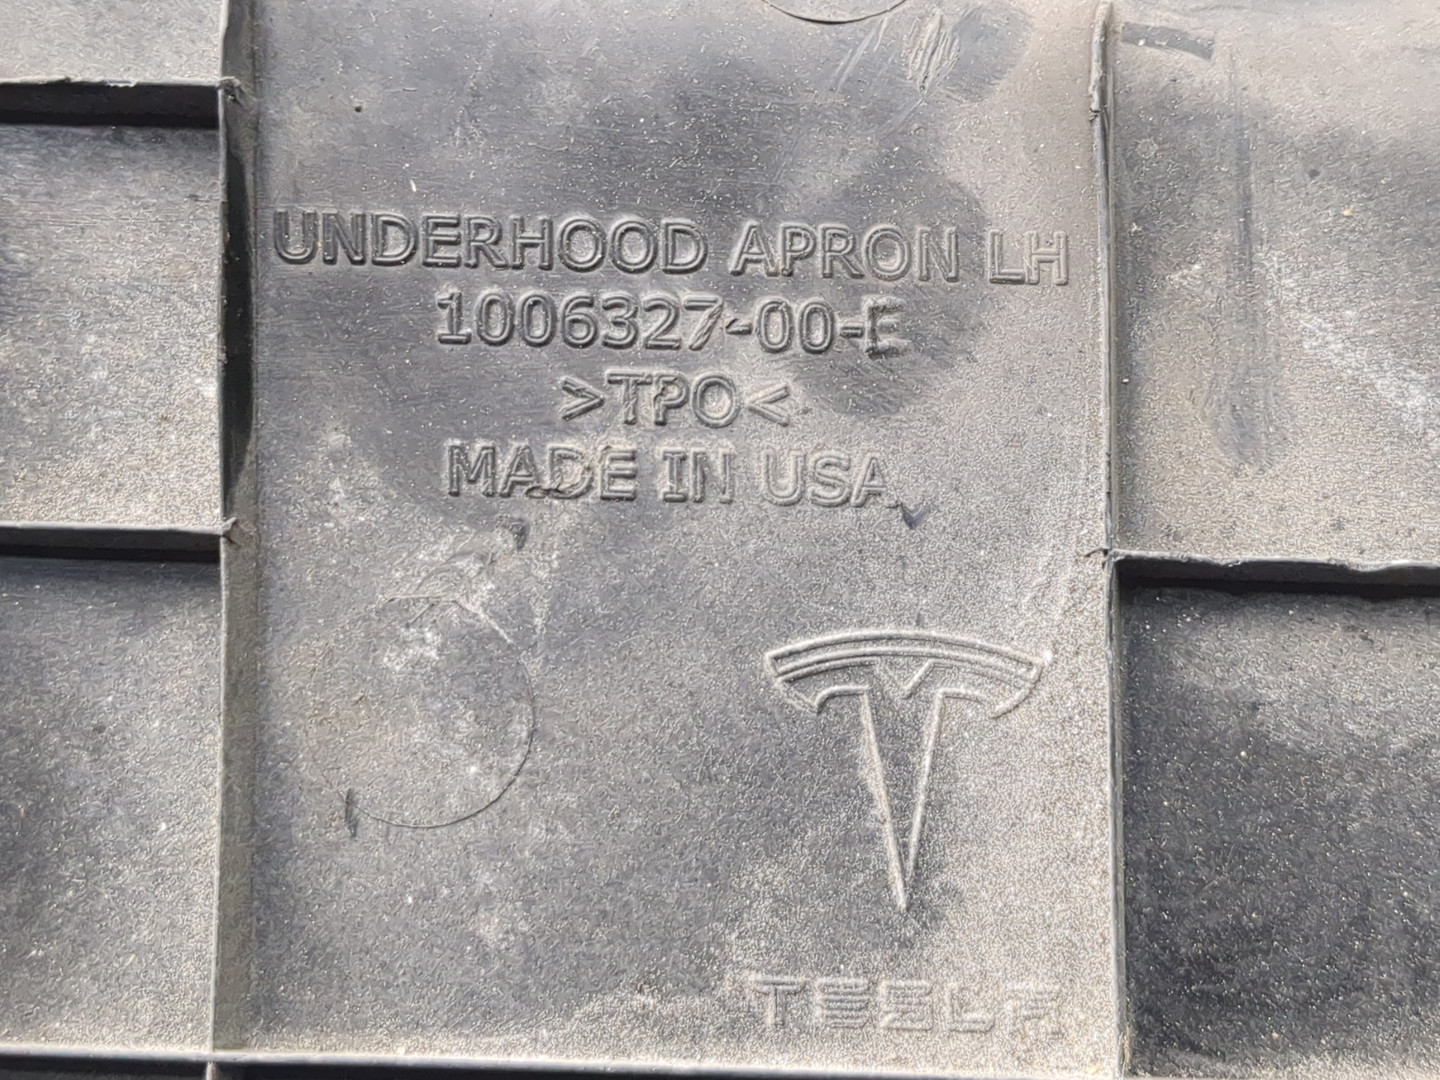 UNDERHOOD APRON LH
1006327-00-E
>TPO<
MADE IN USA
TESLA